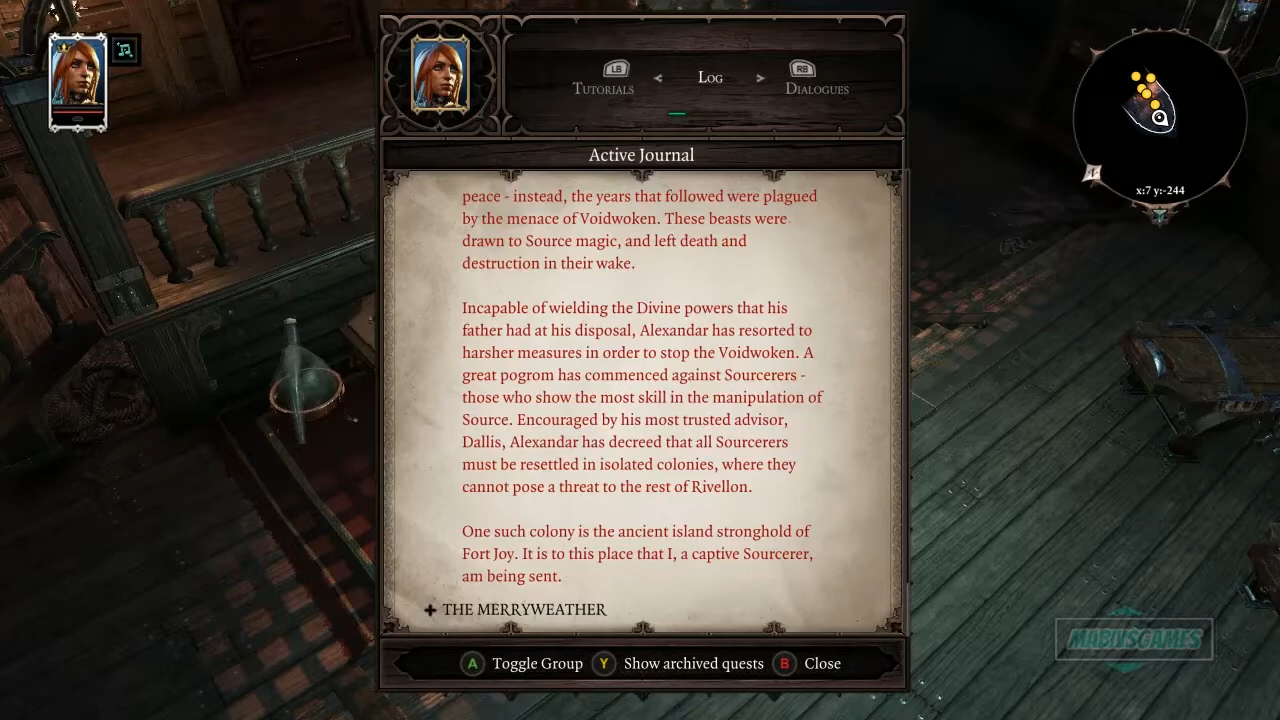 LB
RB
Tutorials
Log
Dialogues
Active Journal
peace - instead, the years that followed were plagued
by the menace of Voidwoken. These beasts were
drawn to Source magic, and left death and
destruction in their wake.
Incapable of wielding the Divine powers that his
father had at his disposal, Alexandar has resorted to
harsher measures in order to stop the Voidwoken. A
great pogrom has commenced against Sourcerers -
those who show the most skill in the manipulation of
Source. Encouraged by his most trusted advisor,
Dallis, Alexandar has decreed that all Sourcerers
must be resettled in isolated colonies, where they
cannot pose a threat to the rest of Rivellon.
One such colony is the ancient island stronghold of
Fort Joy. It is to this place that I, a captive Sourcerer,
am being sent.
THE MERRYWEATHER
A Toggle Group Y Show archived quests B Close
x:7 y:-244
MABIVSGAMES